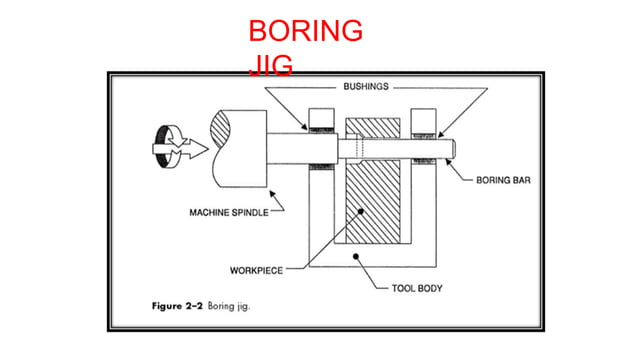 BORING
JIG
BUSHINGS
BORING BAR
MACHINE SPINDLE
WORKPIECE
TOOL BODY
Figure 2–2 Boring jig.